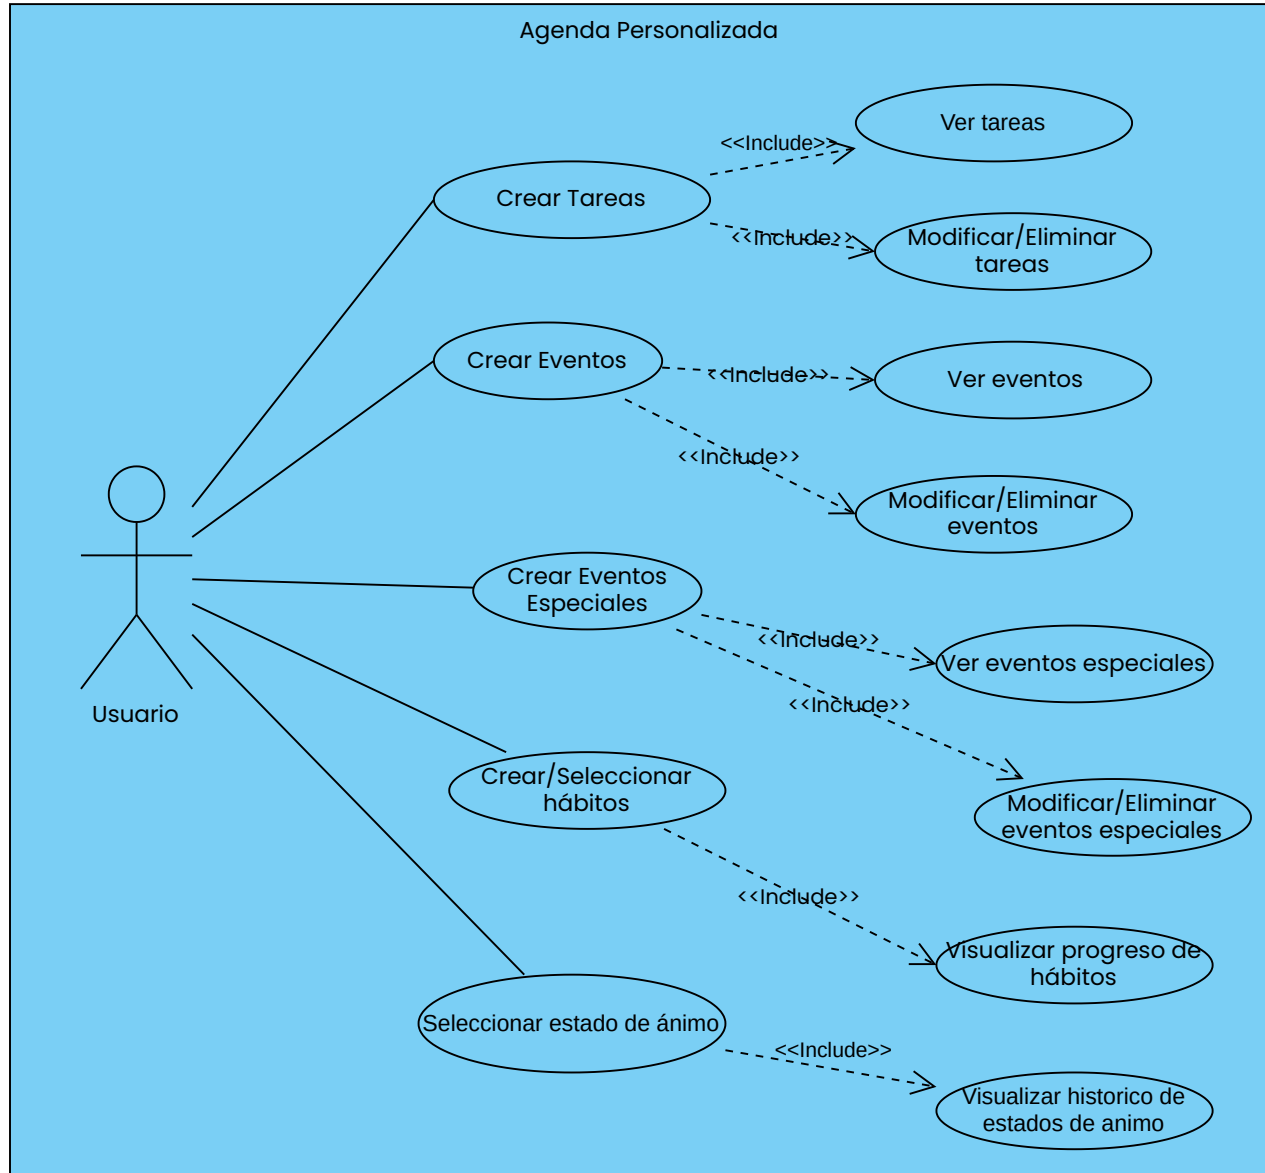 Agenda Personalizada
Ver tareas
<<Include>>
Crear Tareas
<<Include>>
Modificar/Eliminar
tareas
Crear Eventos
<<Include>>
Ver eventos
<<Include>>
Modificar/Eliminar
eventos
Crear Eventos
Especiales
<<Include>>
Ver eventos especiales
<<Include>>
Usuario
Crear/Seleccionar
hábitos
Modificar/Eliminar
eventos especiales
<<Include>>
Visualizar progreso de
hábitos
Seleccionar estado de ánimo
<<Include>>
Visualizar historico de
estados de animo